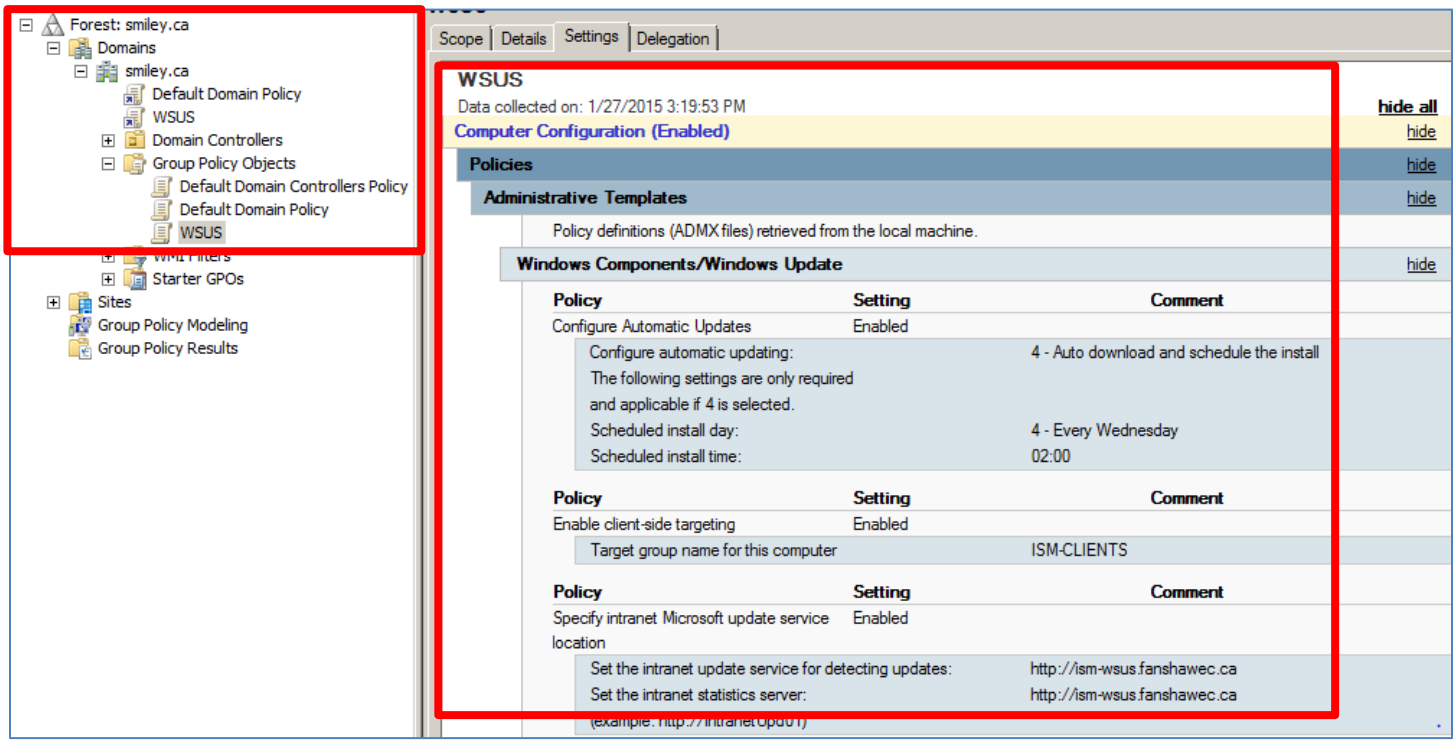 Forest: smiley.ca
Domains
smiley.ca
Default Domain Policy
WSUS
Domain Controllers
Group Policy Objects
Default Domain Controllers Policy
Default Domain Policy
WSUS
WMI Filters
Starter GPOs
Sites
Group Policy Modeling
Group Policy Results
Scope Details Settings Delegation
WSUS
Data collected on: 1/27/2015 3:19:53 PM hide all
Computer Configuration (Enabled) hide
Policies hide
Administrative Templates hide
Policy definitions (ADMX files) retrieved from the local machine.
Windows Components/Windows Update hide
Policy Setting Comment
Configure Automatic Updates Enabled
Configure automatic updating: 4 - Auto download and schedule the install
The following settings are only required
and applicable if 4 is selected.
Scheduled install day: 4 - Every Wednesday
Scheduled install time: 02:00
Policy Setting Comment
Enable client-side targeting Enabled
Target group name for this computer ISM-CLIENTS
Policy Setting Comment
Specify intranet Microsoft update service Enabled
location
Set the intranet update service for detecting updates: http://ism-wsus.fanshawec.ca
Set the intranet statistics server: http://ism-wsus.fanshawec.ca
(example: http://IntranetUpd01)